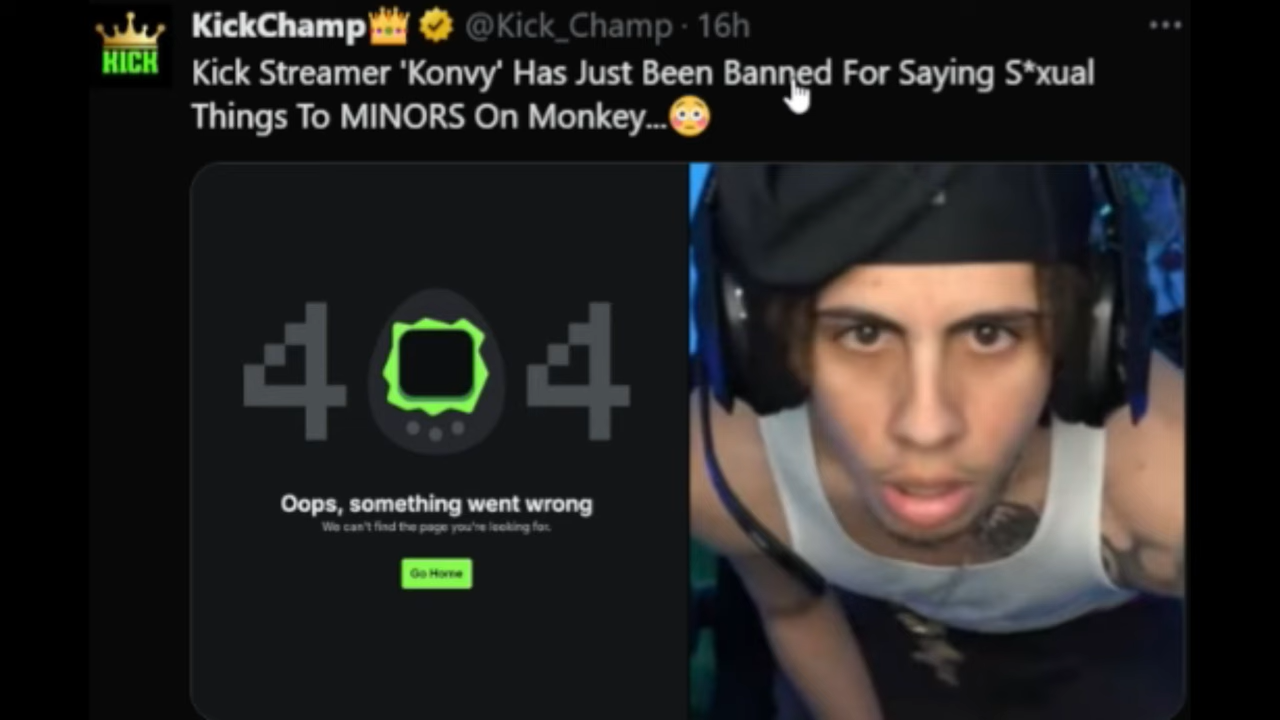 KICK
KickChamp👑 @Kick_Champ · 16h
Kick Streamer 'Konvy' Has Just Been Banned For Saying S*xual
Things To MINORS On Monkey...😳
4 4
Oops, something went wrong
We can't find the page you're looking for.
Go Home